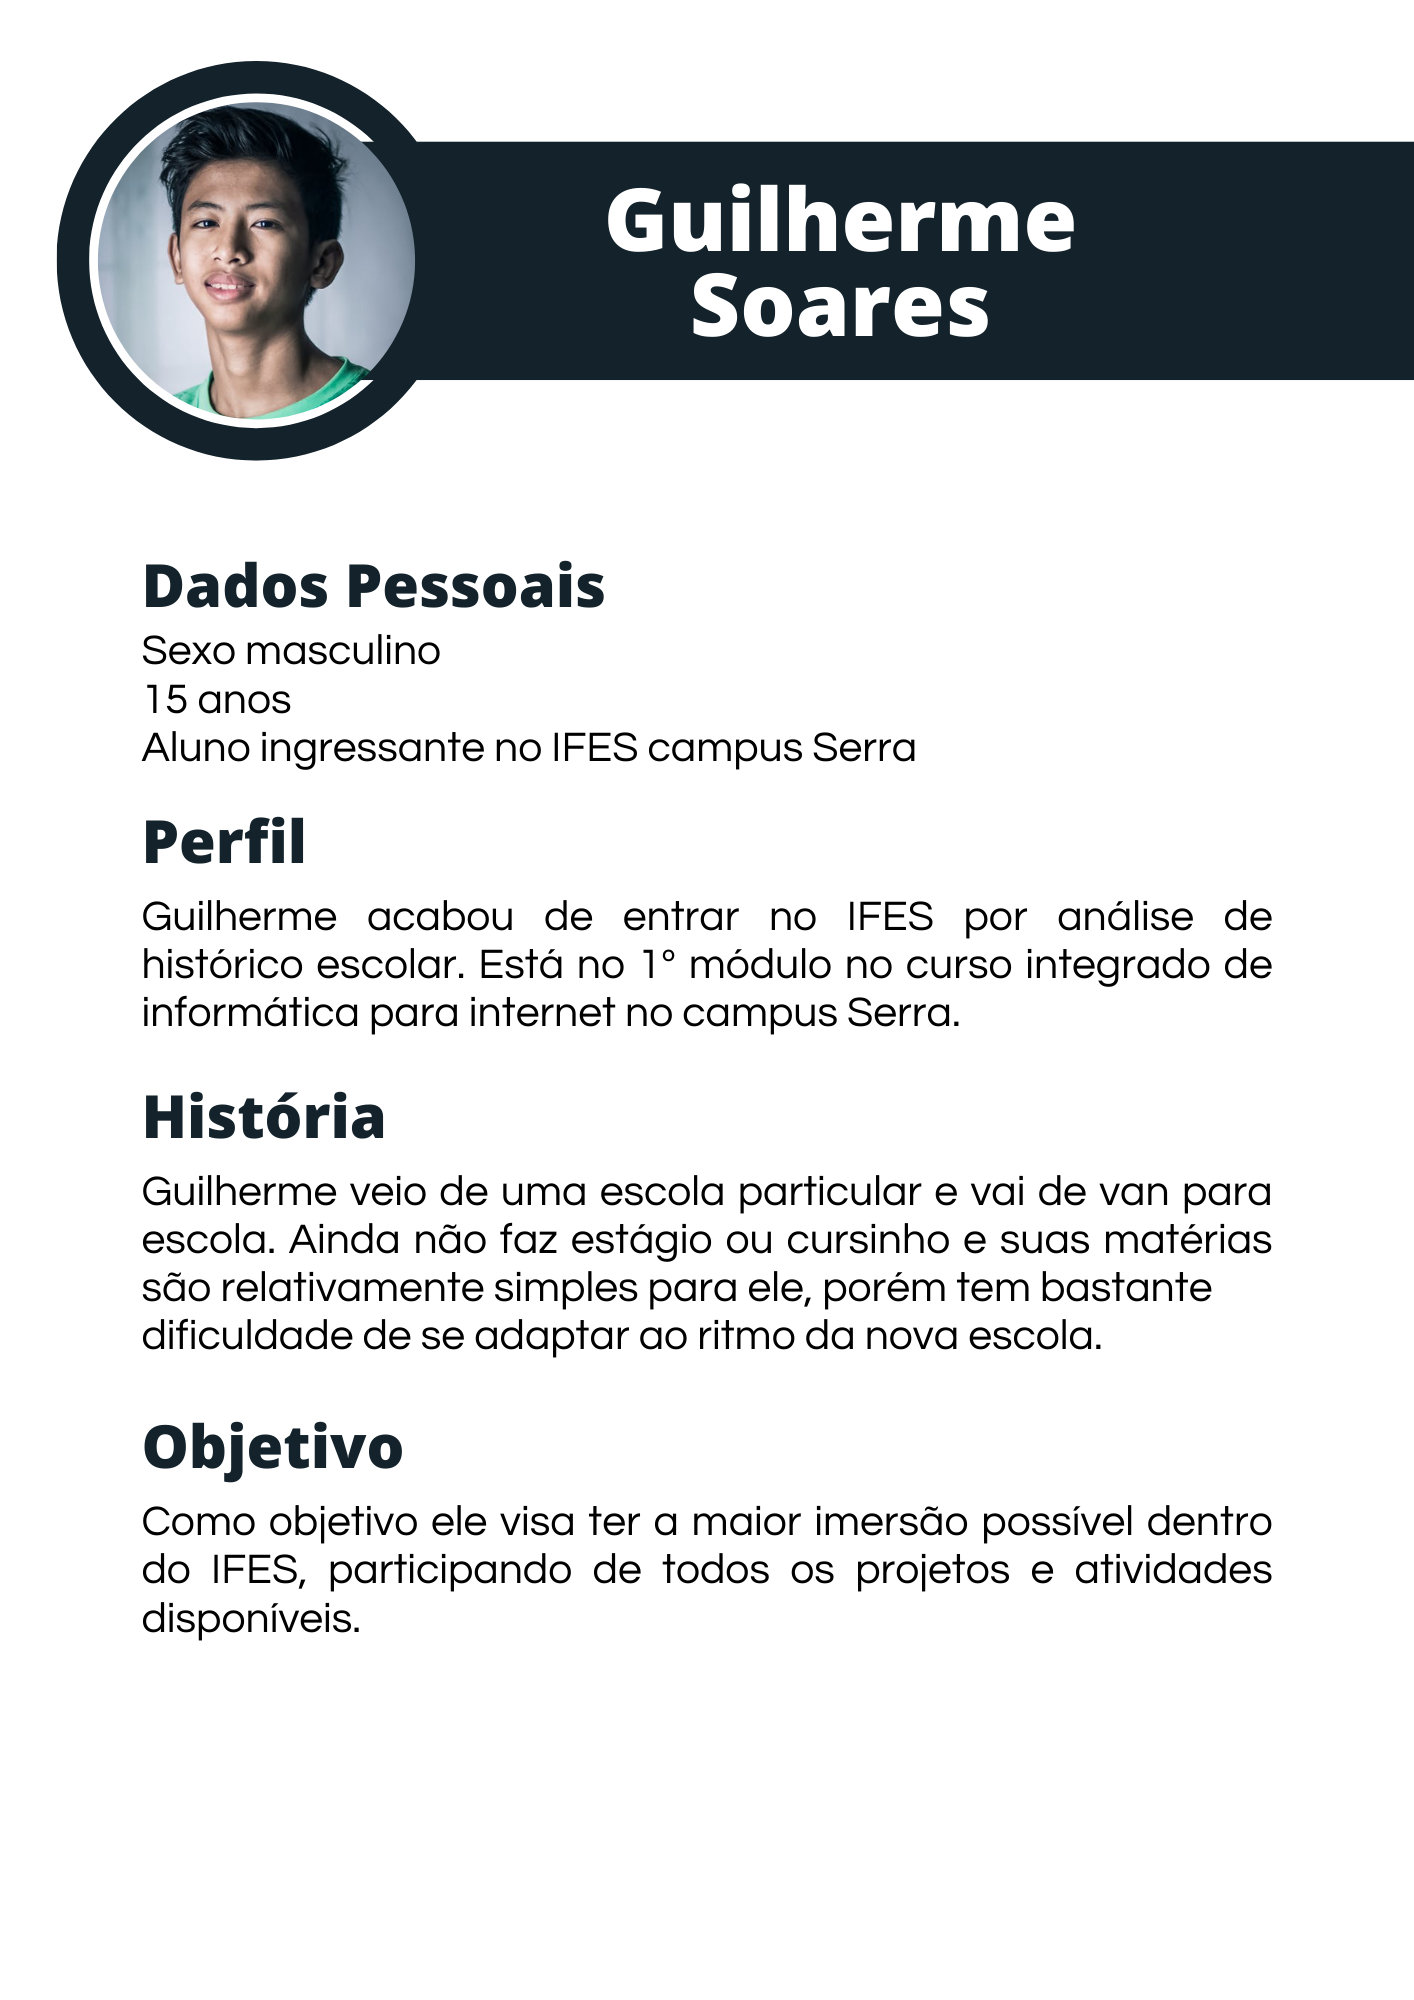 Guilherme
Soares
Dados Pessoais
Sexo masculino
15 anos
Aluno ingressante no IFES campus Serra
Perfil
Guilherme acabou de entrar no IFES por análise de
histórico escolar. Está no 1º módulo no curso integrado de
informática para internet no campus Serra.
História
Guilherme veio de uma escola particular e vai de van para
escola. Ainda não faz estágio ou cursinho e suas matérias
são relativamente simples para ele, porém tem bastante
dificuldade de se adaptar ao ritmo da nova escola.
Objetivo
Como objetivo ele visa ter a maior imersão possível dentro
do IFES, participando de todos os projetos e atividades
disponíveis.